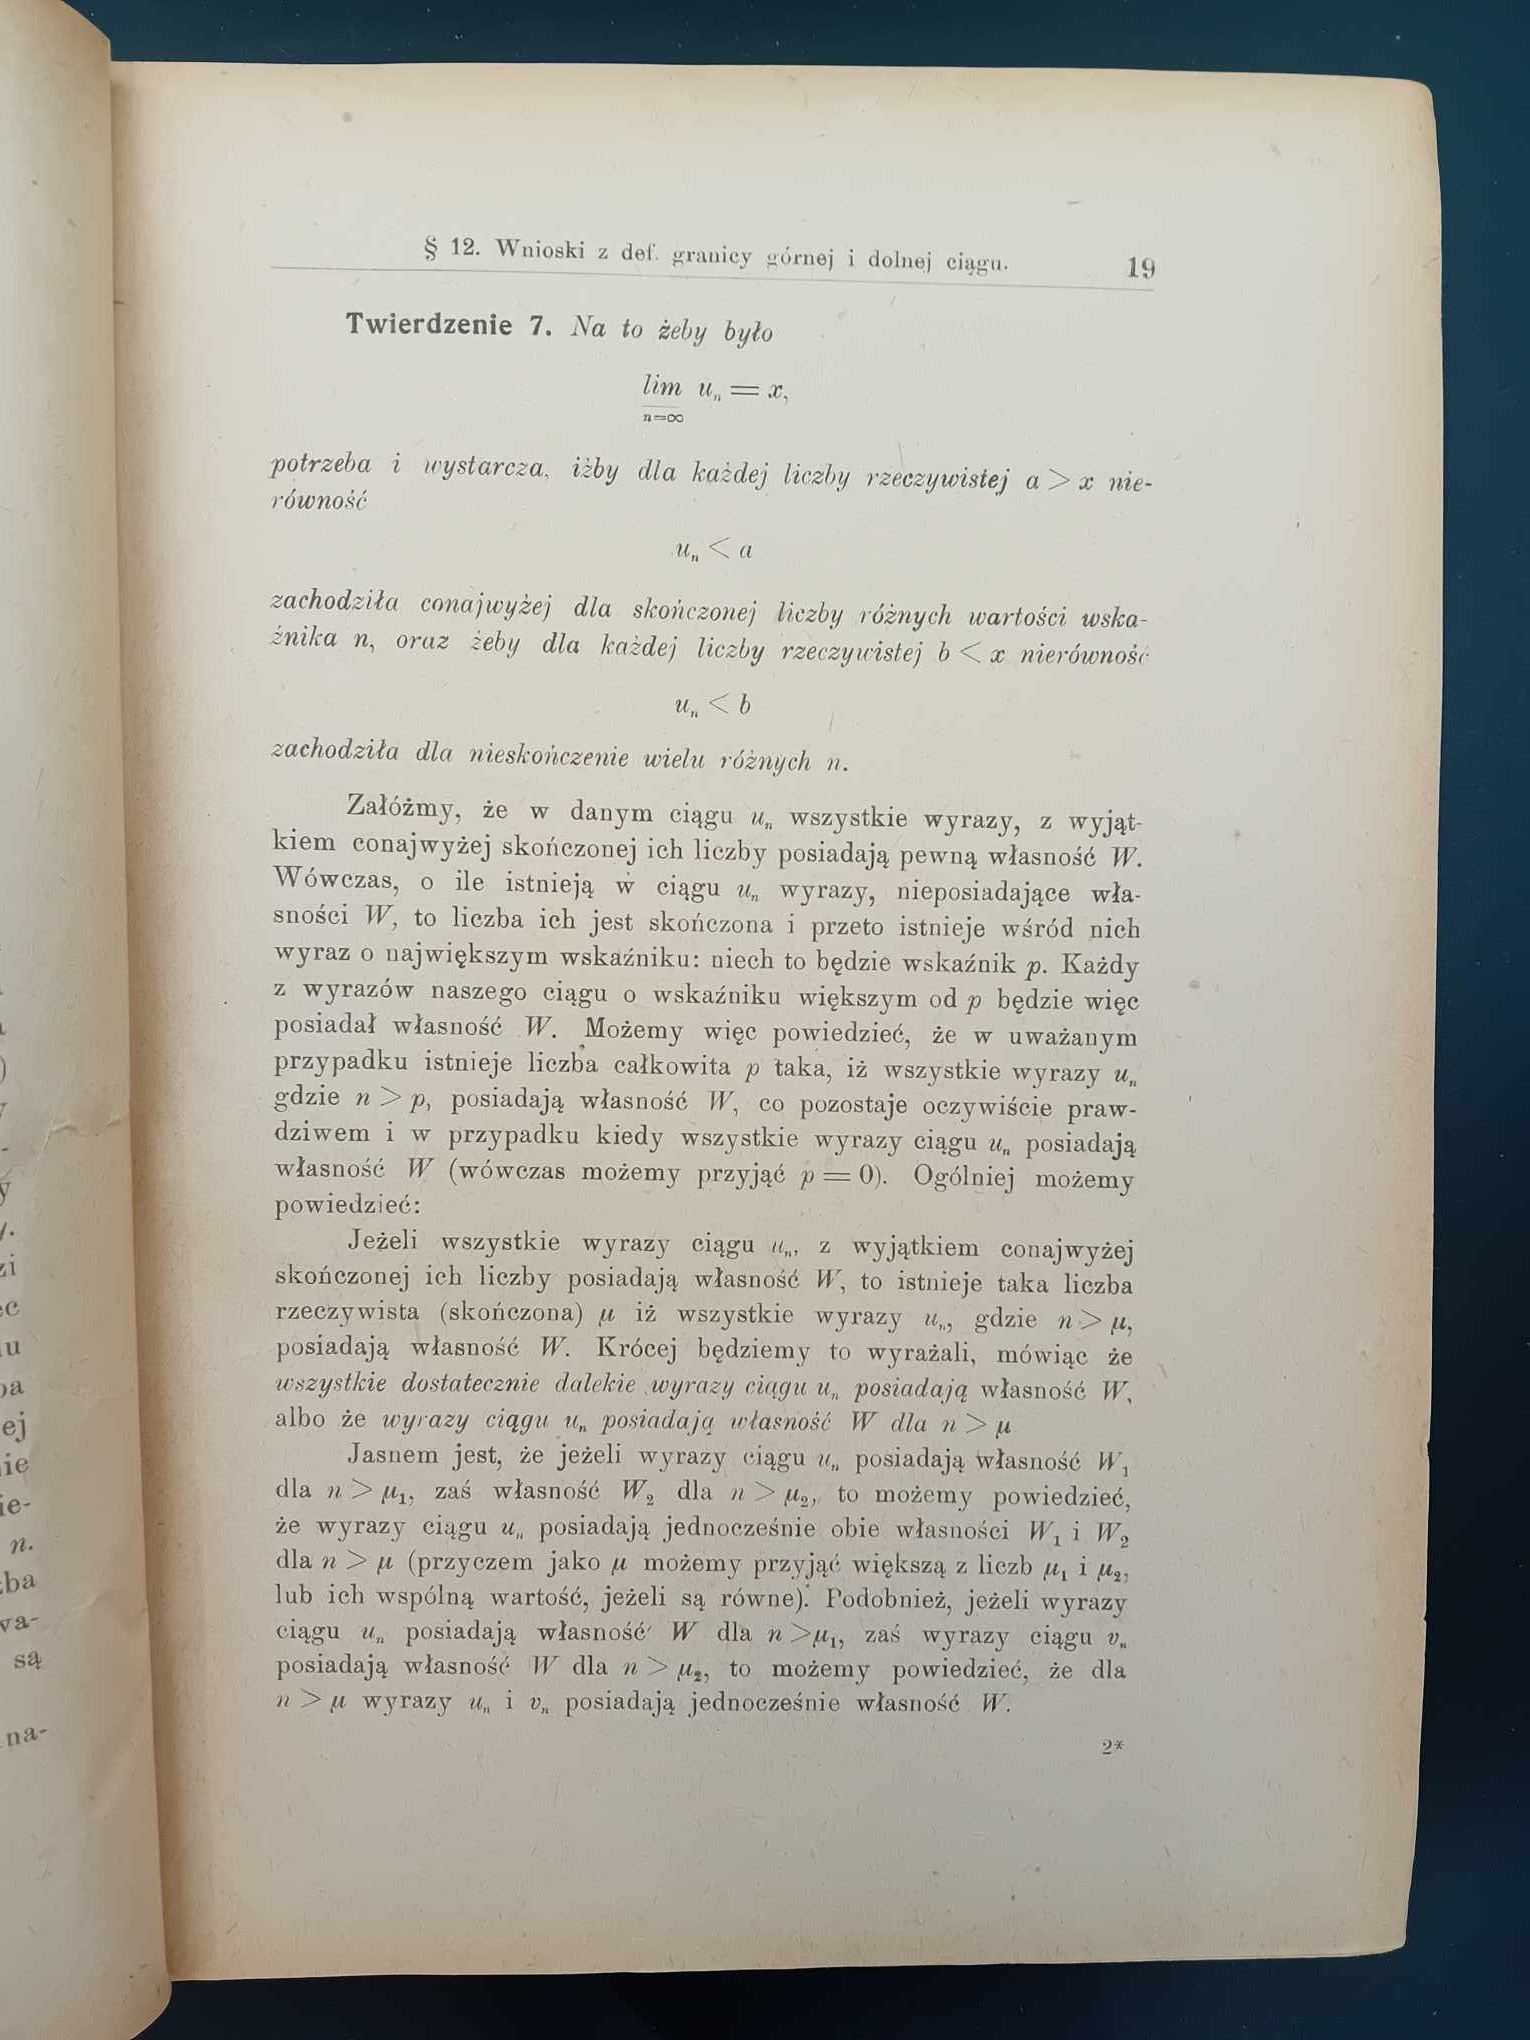 § 12. Wnioski z def. granicy górnej i dolnej ciągu. 19
Twierdzenie 7. Na to żeby było
lim uₙ = x,
n=∞
potrzeba i wystarcza, iżby dla każdej liczby rzeczywistej a > x nie-
równość
uₙ < a
zachodziła conajwyżej dla skończonej liczby różnych wartości wska-
źnika n, oraz żeby dla każdej liczby rzeczywistej b < x nierówność
uₙ < b
zachodziła dla nieskończenie wielu różnych n.
Załóżmy, że w danym ciągu uₙ wszystkie wyrazy, z wyjąt-
kiem conajwyżej skończonej ich liczby posiadają pewną własność W.
Wówczas, o ile istnieją w ciągu uₙ wyrazy, nieposiadające wła-
sności W, to liczba ich jest skończona i przeto istnieje wśród nich
wyraz o największym wskaźniku: niech to będzie wskaźnik p. Każdy
z wyrazów naszego ciągu o wskaźniku większym od p będzie więc
posiadał własność W. Możemy więc powiedzieć, że w uważanym
przypadku istnieje liczba całkowita p taka, iż wszystkie wyrazy uₙ
gdzie n > p, posiadają własność W, co pozostaje oczywiście praw-
dziwem i w przypadku kiedy wszystkie wyrazy ciągu uₙ posiadają
własność W (wówczas możemy przyjąć p = 0). Ogólniej możemy
powiedzieć:
Jeżeli wszystkie wyrazy ciągu uₙ, z wyjątkiem conajwyżej
skończonej ich liczby posiadają własność W, to istnieje taka liczba
rzeczywista (skończona) μ iż wszystkie wyrazy uₙ, gdzie n > μ,
posiadają własność W. Krócej będziemy to wyrażali, mówiąc że
wszystkie dostatecznie dalekie wyrazy ciągu uₙ posiadają własność W,
albo że wyrazy ciągu uₙ posiadają własność W dla n > μ
Jasnem jest, że jeżeli wyrazy ciągu uₙ posiadają własność W₁
dla n > μ₁, zaś własność W₂ dla n > μ₂, to możemy powiedzieć,
że wyrazy ciągu uₙ posiadają jednocześnie obie własności W₁ i W₂
dla n > μ (przyczem jako μ możemy przyjąć większą z liczb μ₁ i μ₂,
lub ich wspólną wartość, jeżeli są równe). Podobnież, jeżeli wyrazy
ciągu uₙ posiadają własność W dla n > μ₁, zaś wyrazy ciągu vₙ
posiadają własność W dla n > μ₂, to możemy powiedzieć, że dla
n > μ wyrazy uₙ i vₙ posiadają jednocześnie własność W.
2*